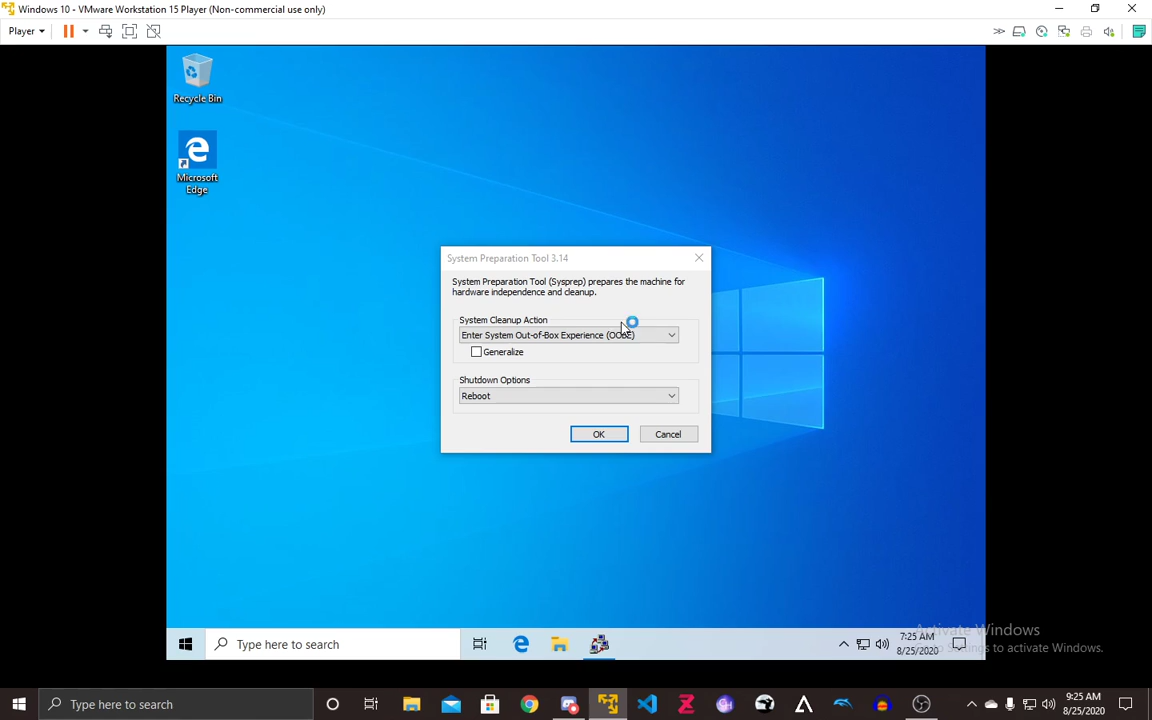 Windows 10 - VMware Workstation 15 Player (Non-commercial use only)
Player
Recycle Bin
Microsoft
Edge
System Preparation Tool 3.14
System Preparation Tool (Sysprep) prepares the machine for
hardware independence and cleanup.
System Cleanup Action
Enter System Out-of-Box Experience (OOBE)
Generalize
Shutdown Options
Reboot
OK
Cancel
Type here to search
7:25 AM
8/25/2020
Activate Windows
to activate Windows.
Type here to search
9:25 AM
8/25/2020